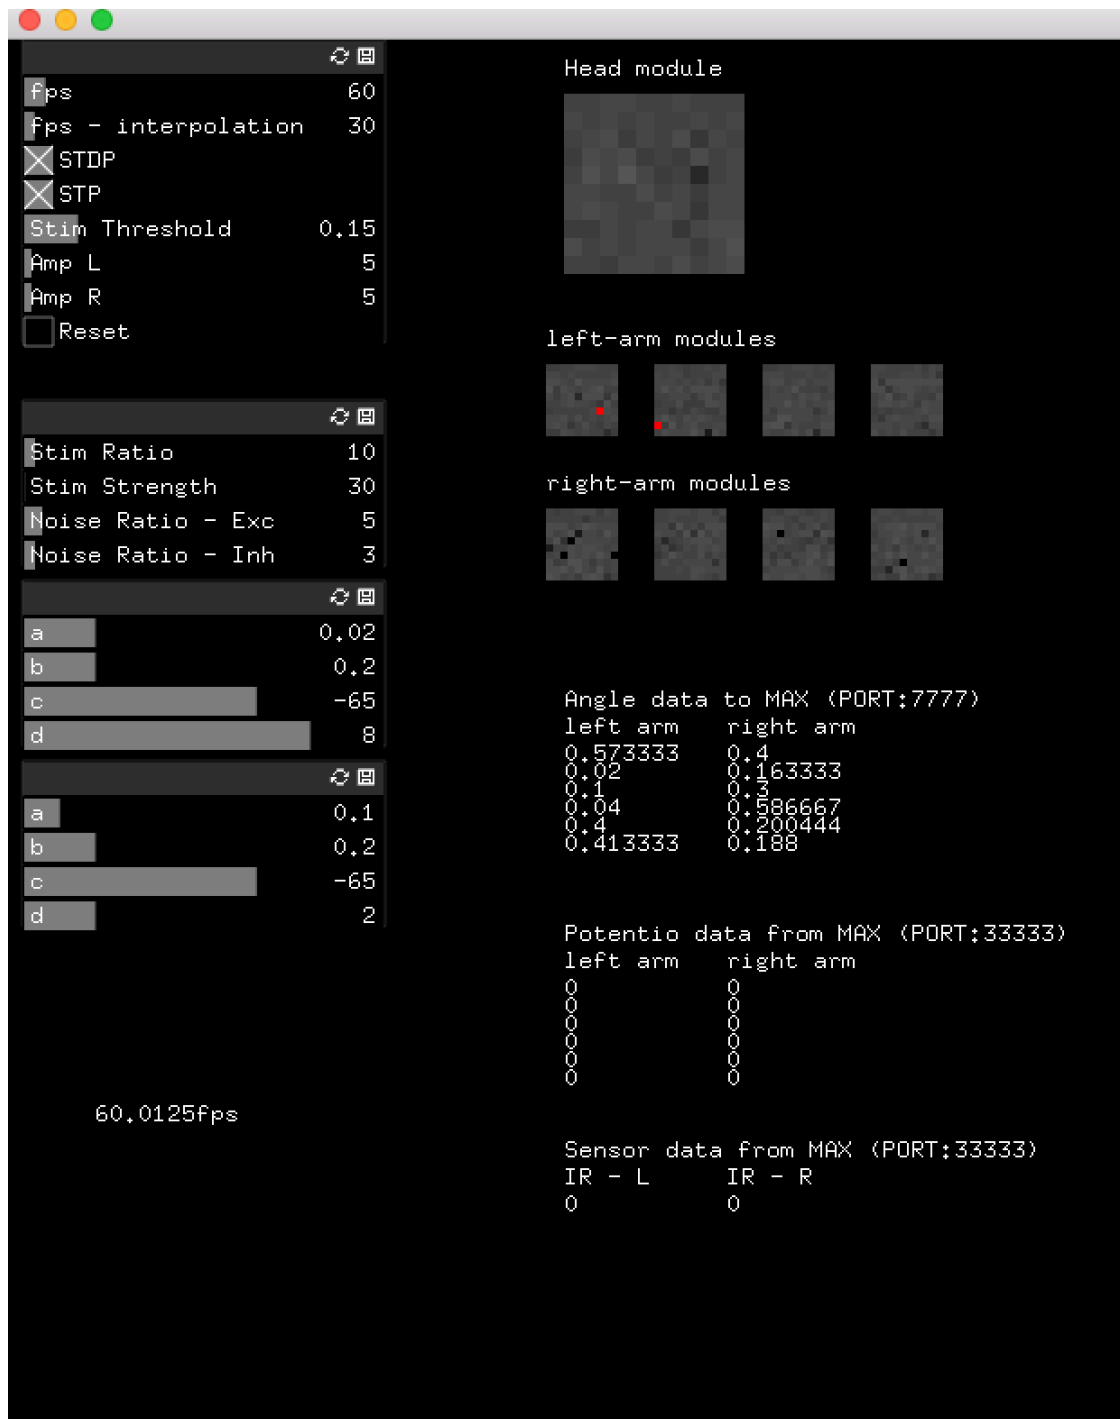 fps 60
fps - interpolation 30
STDP
STP
Stim Threshold 0.15
Amp L 5
Amp R 5
Reset
Stim Ratio 10
Stim Strength 30
Noise Ratio - Exc 5
Noise Ratio - Inh 3
a 0.02
b 0.2
c -65
d 8
a 0.1
b 0.2
c -65
d 2
60.0125fps
Head module
left-arm modules
right-arm modules
Angle data to MAX (PORT:7777)
left arm right arm
0.573333 0.4
0.02 0.163333
0.1 0.3
0.04 0.586667
0.4 0.200444
0.413333 0.188
Potentio data from MAX (PORT:33333)
left arm right arm
0 0
0 0
0 0
0 0
0 0
0 0
Sensor data from MAX (PORT:33333)
IR - L IR - R
0 0